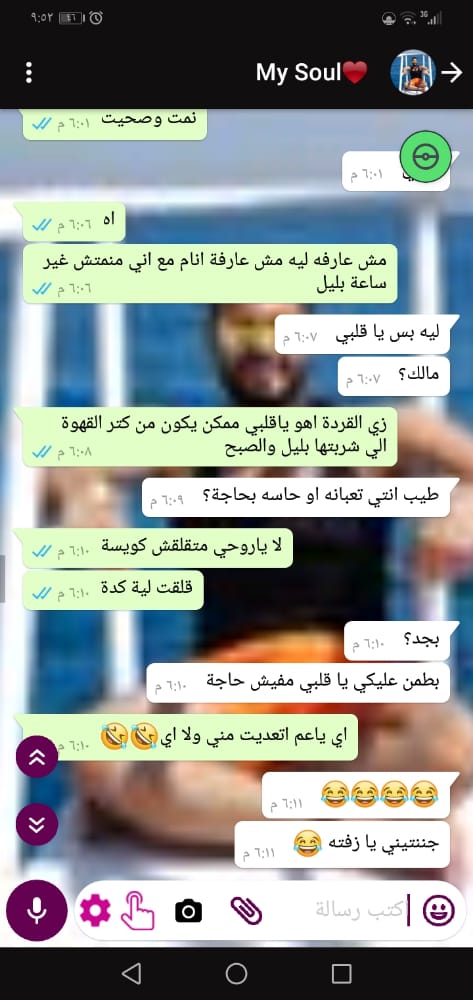 ٩:٥٢
٤٦
3G
My Soul❤️
نمت وصحيت ٦:٠١ م
٦:٠١ م
اه ٦:٠٦ م
مش عارفه ليه مش عارفة انام مع اني منمتش غير
ساعة بليل ٦:٠٦ م
ليه بس يا قلبي ٦:٠٧ م
مالك؟ ٦:٠٧ م
زي القردة اهو ياقلبي ممكن يكون من كتر القهوة
الي شربتها بليل والصبح ٦:٠٨ م
طيب انتي تعبانه او حاسه بحاجة؟ ٦:٠٩ م
لا ياروحي متقلقش كويسة ٦:١٠ م
قلقت لية كدة ٦:١٠ م
بجد؟ ٦:١٠ م
بطمن عليكي يا قلبي مفيش حاجة ٦:١٠ م
اي ياعم اتعديت مني ولا اي🤣🤣 ٦:١٠ م
😂😂😂😂 ٦:١١ م
جننتيني يا زفته 😂 ٦:١١ م
اكتب رسالة